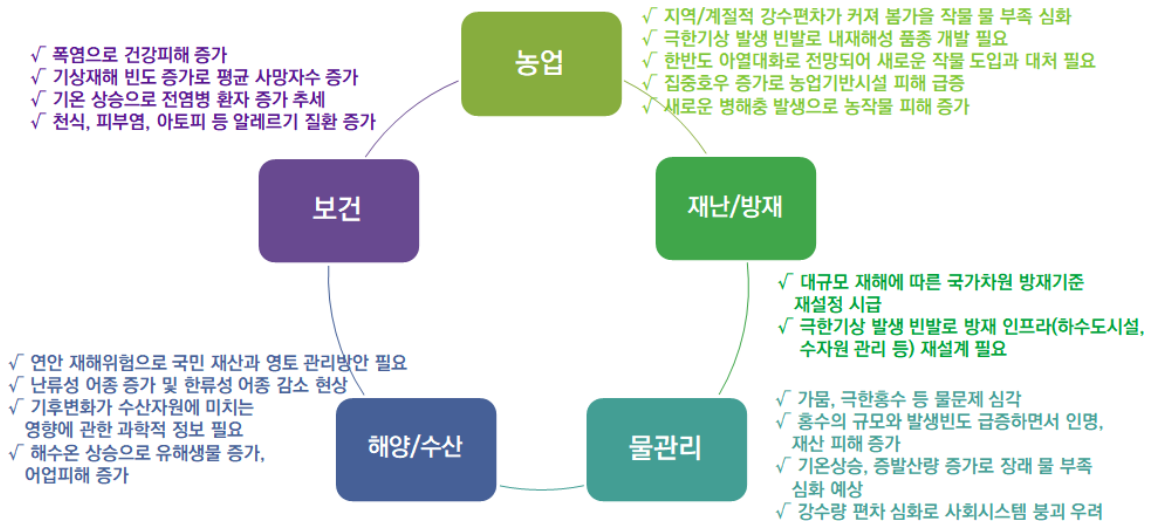 농업
√ 지역/계절적 강수편차가 커져 봄가을 작물 물 부족 심화
√ 극한기상 발생 빈발로 내재해성 품종 개발 필요
√ 한반도 아열대화로 전망되어 새로운 작물 도입과 대처 필요
√ 집중호우 증가로 농업기반시설 피해 급증
√ 새로운 병해충 발생으로 농작물 피해 증가
재난/방재
√ 대규모 재해에 따른 국가차원 방재기준
재설정 시급
√ 극한기상 발생 빈발로 방재 인프라(하수도시설,
수자원 관리 등) 재설계 필요
물관리
√ 가뭄, 극한홍수 등 물문제 심각
√ 홍수의 규모와 발생빈도 급증하면서 인명,
재산 피해 증가
√ 기온상승, 증발산량 증가로 장래 물 부족
심화 예상
√ 강수량 편차 심화로 사회시스템 붕괴 우려
해양/수산
√ 연안 재해위험으로 국민 재산과 영토 관리방안 필요
√ 난류성 어종 증가 및 한류성 어종 감소 현상
√ 기후변화가 수산자원에 미치는
영향에 관한 과학적 정보 필요
√ 해수온 상승으로 유해생물 증가,
어업피해 증가
보건
√ 폭염으로 건강피해 증가
√ 기상재해 빈도 증가로 평균 사망자수 증가
√ 기온 상승으로 전염병 환자 증가 추세
√ 천식, 피부염, 아토피 등 알레르기 질환 증가